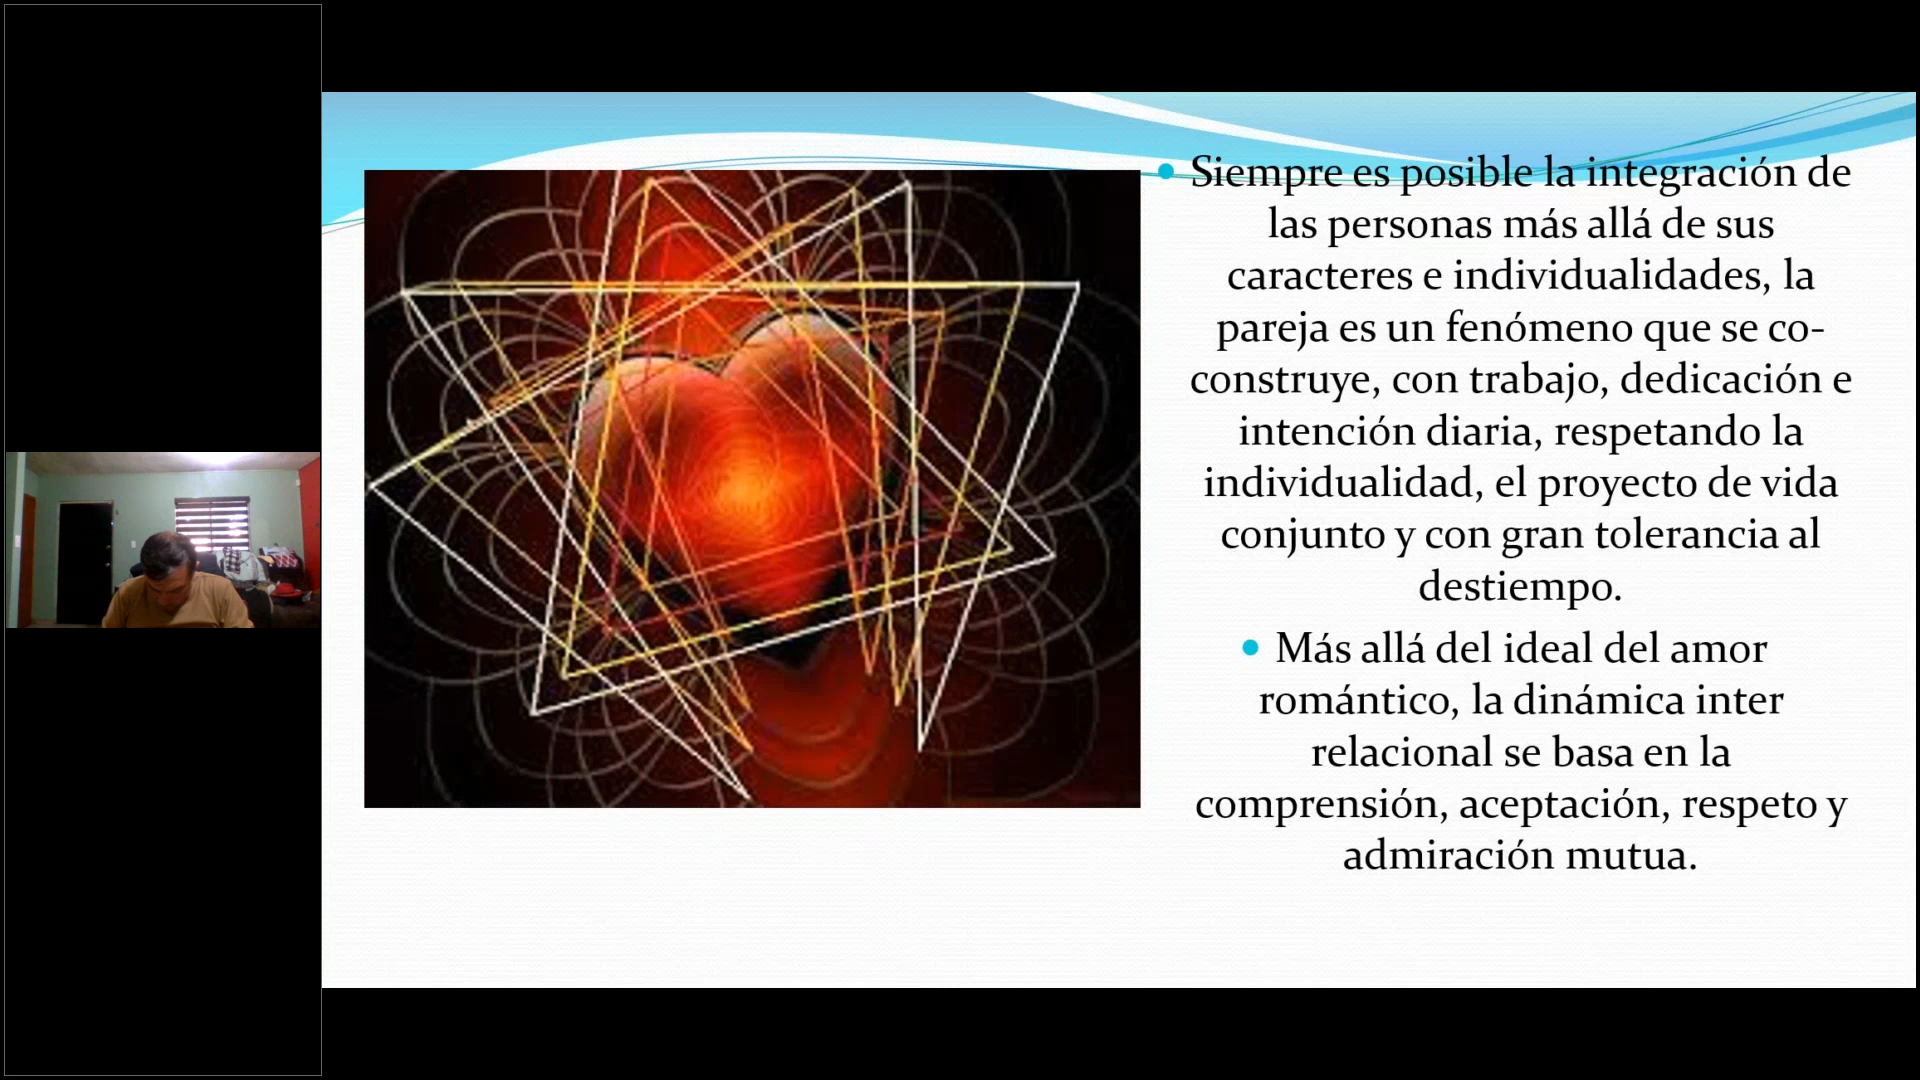 Siempre es posible la integración de
las personas más allá de sus
caracteres e individualidades, la
pareja es un fenómeno que se co-
construye, con trabajo, dedicación e
intención diaria, respetando la
individualidad, el proyecto de vida
conjunto y con gran tolerancia al
destiempo.
Más allá del ideal del amor
romántico, la dinámica inter
relacional se basa en la
comprensión, aceptación, respeto y
admiración mutua.